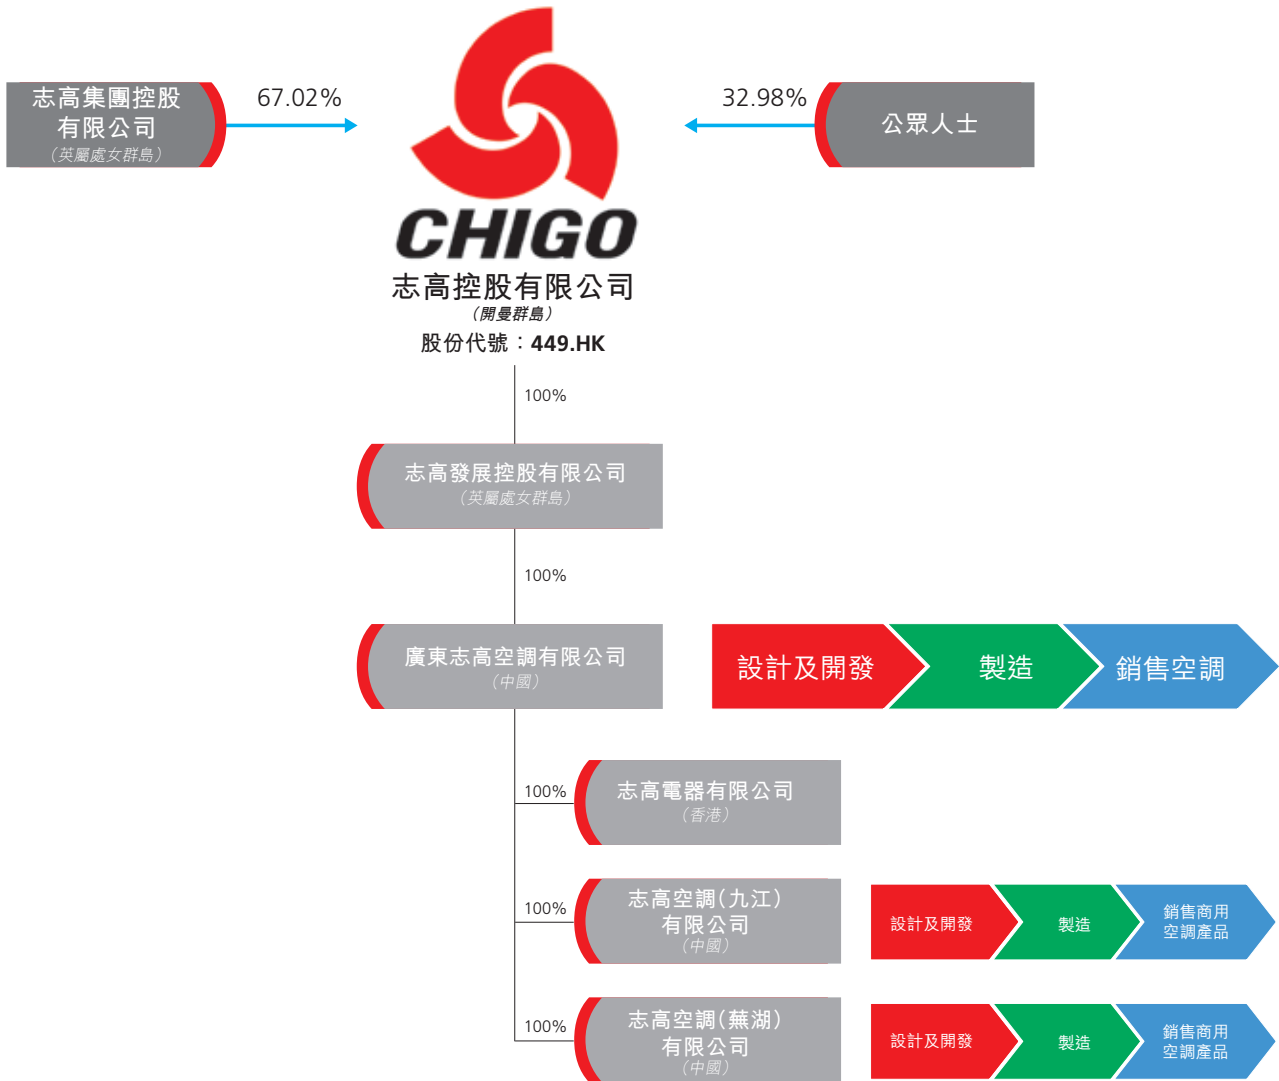 志高集團控股
有限公司
（英屬處女群島）
67.02%
32.98%
公眾人士
CHIGO
志高控股有限公司
（開曼群島）
股份代號：449.HK
100%
志高發展控股有限公司
（英屬處女群島）
100%
廣東志高空調有限公司
（中國）
設計及開發
製造
銷售空調
100%
志高電器有限公司
（香港）
100%
志高空調（九江）
有限公司
（中國）
設計及開發
製造
銷售商用
空調產品
100%
志高空調（蕪湖）
有限公司
（中國）
設計及開發
製造
銷售商用
空調產品